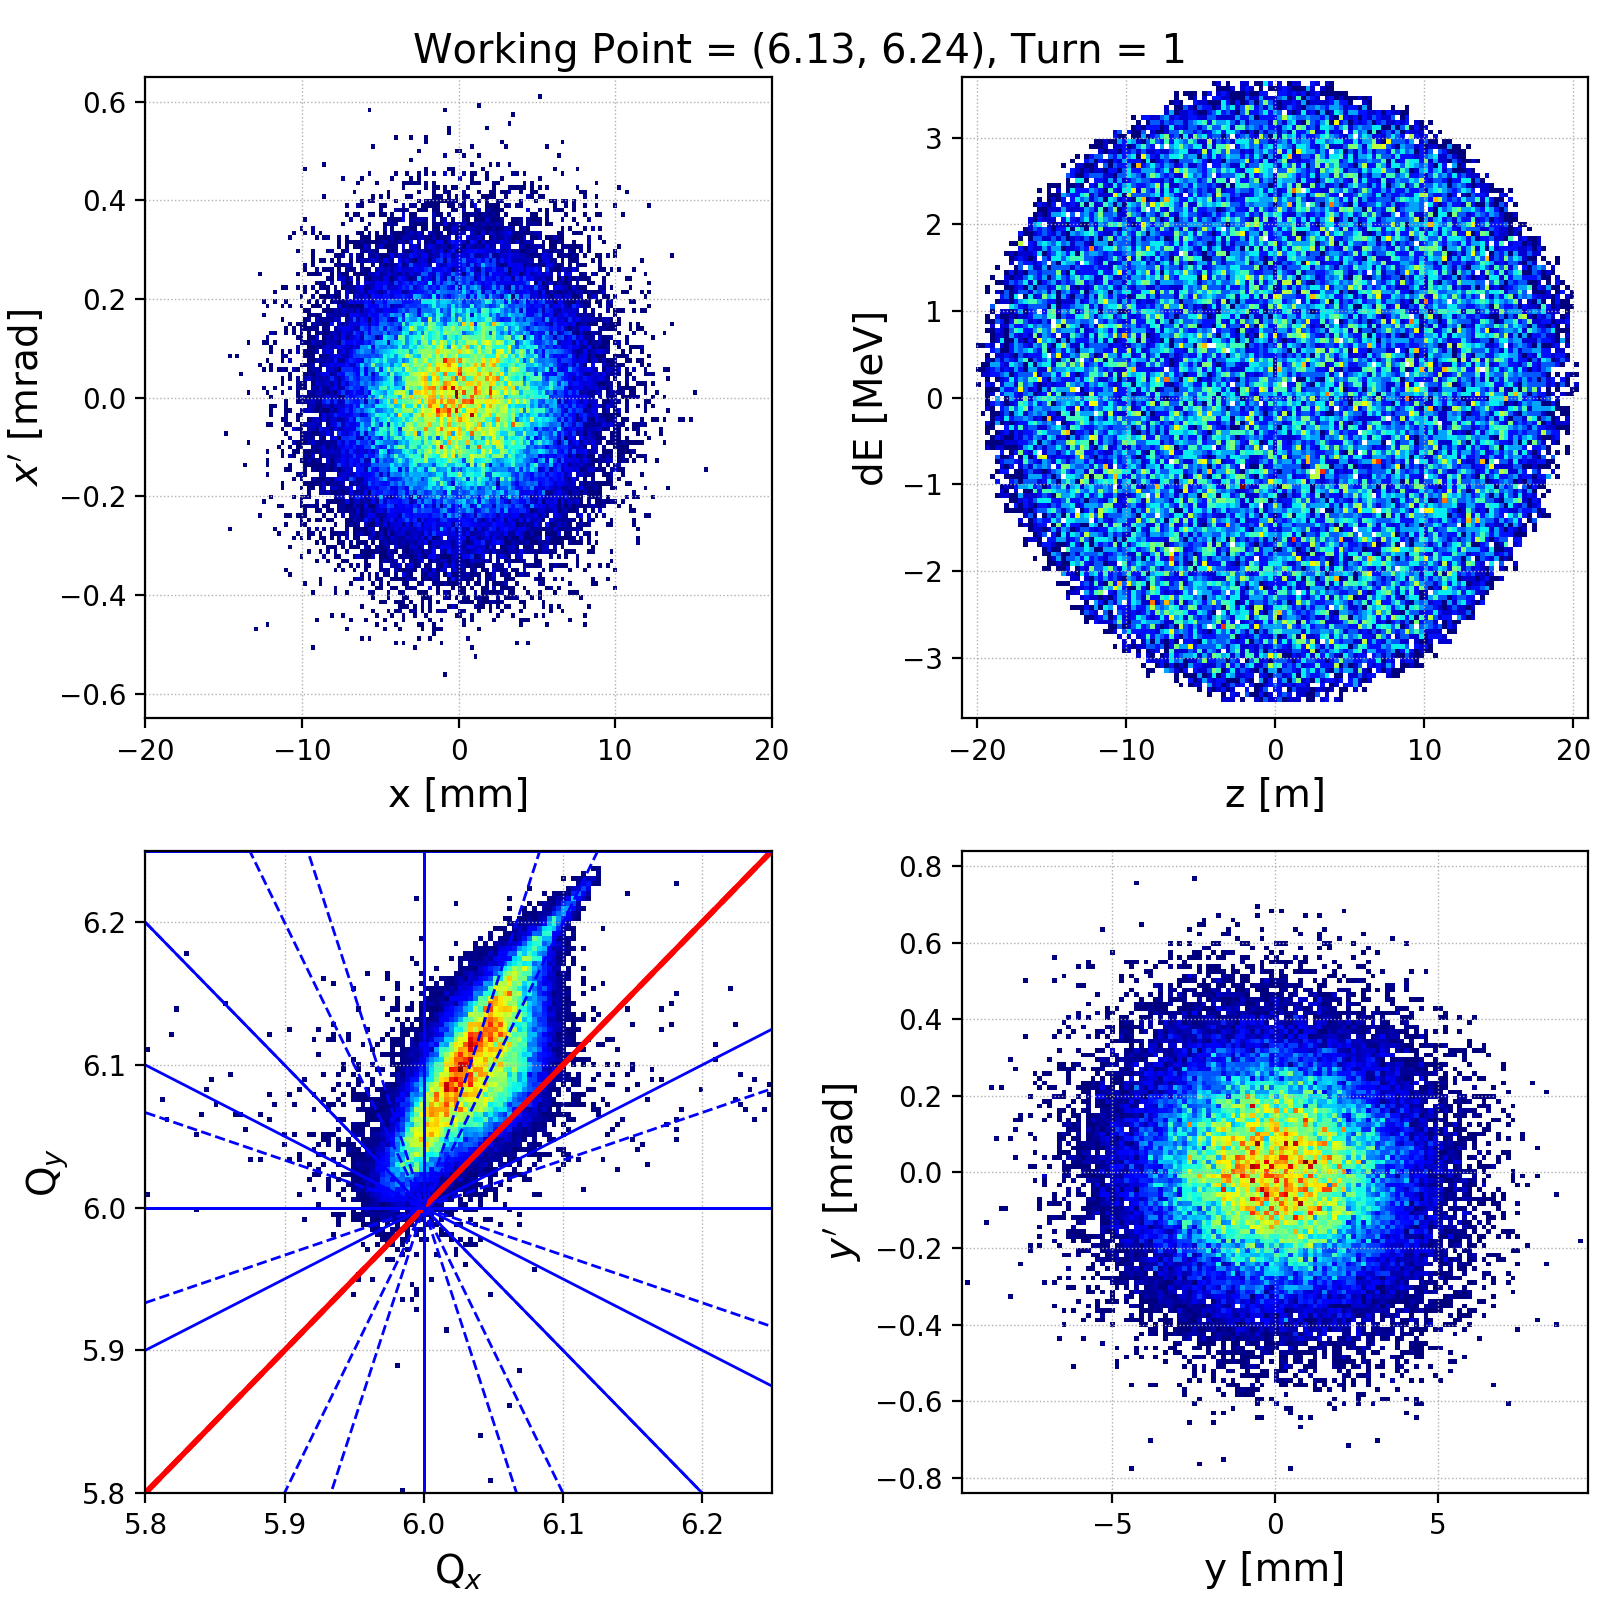 Working Point = (6.13, 6.24), Turn = 1
0.6
0.4
0.2
0.0
−0.2
−0.4
−0.6
x′ [mrad]
−20 −10 0 10 20
x [mm]
3
2
1
0
−1
−2
−3
dE [MeV]
−20 −10 0 10 20
z [m]
6.2
6.1
6.0
5.9
5.8
Qy
5.8 5.9 6.0 6.1 6.2
Qx
0.8
0.6
0.4
0.2
0.0
−0.2
−0.4
−0.6
−0.8
y′ [mrad]
−5 0 5
y [mm]